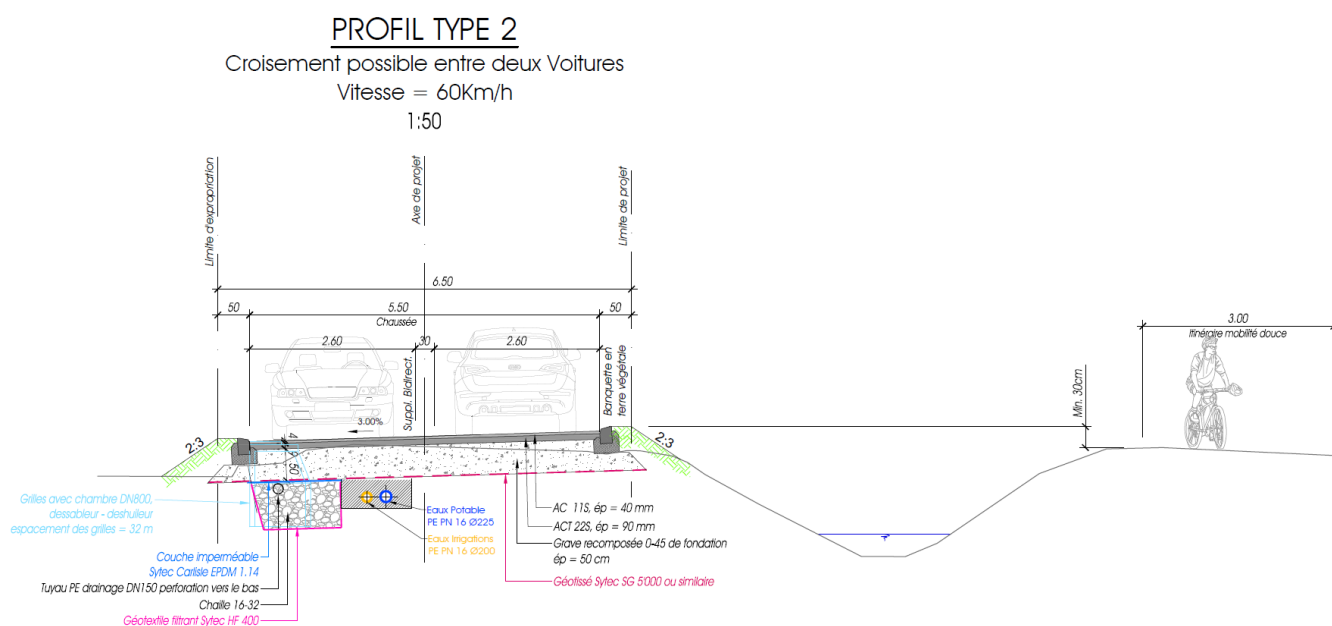 PROFIL TYPE 2
Croisement possible entre deux Voitures
Vitesse = 60Km/h
1:50
Limite d'expropriation
Axe de projet
Limite de projet
6.50
50
5.50
50
Chaussée
2.60
30
2.60
3.00
Itinéraire mobilité douce
Suppl. Bidirect.
Banquette en
terre végétale
Min. 30cm
3.00%
2:3
2:3
4
9
50
Grilles avec chambre DN800,
dessableur - deshuileur
espacement des grilles = 32 m
Couche imperméable
Sytec Carlisle EPDM 1.14
Tuyau PE drainage DN150 perforation vers le bas
Chaille 16-32
Géotextile filtrant Sytec HF 400
Eaux Potable
PE PN 16 Ø225
Eaux Irrigations
PE PN 16 Ø200
AC 11S, ép = 40 mm
ACT 22S, ép = 90 mm
Grave recomposée 0-45 de fondation
ép = 50 cm
Géotissé Sytec SG 5'000 ou similaire